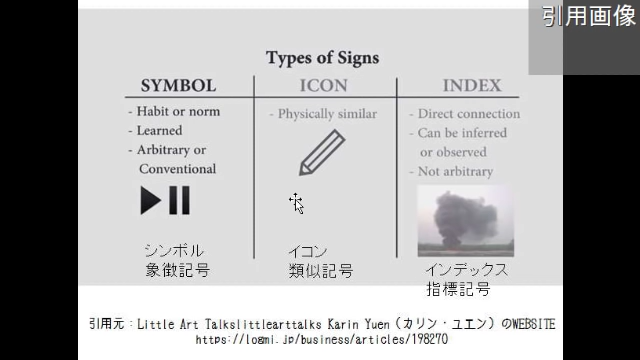 引用画像
Types of Signs
SYMBOL
- Habit or norm
- Learned
- Arbitrary or
Conventional
シンボル
象徴記号
ICON
- Physically similar
イコン
類似記号
INDEX
- Direct connection
- Can be inferred
or observed
- Not arbitrary
インデックス
指標記号
引用元：Little Art Talkslittlearttalks Karin Yuen（カリン・ユエン）のWEBSITE
https://logmi.jp/business/articles/198270